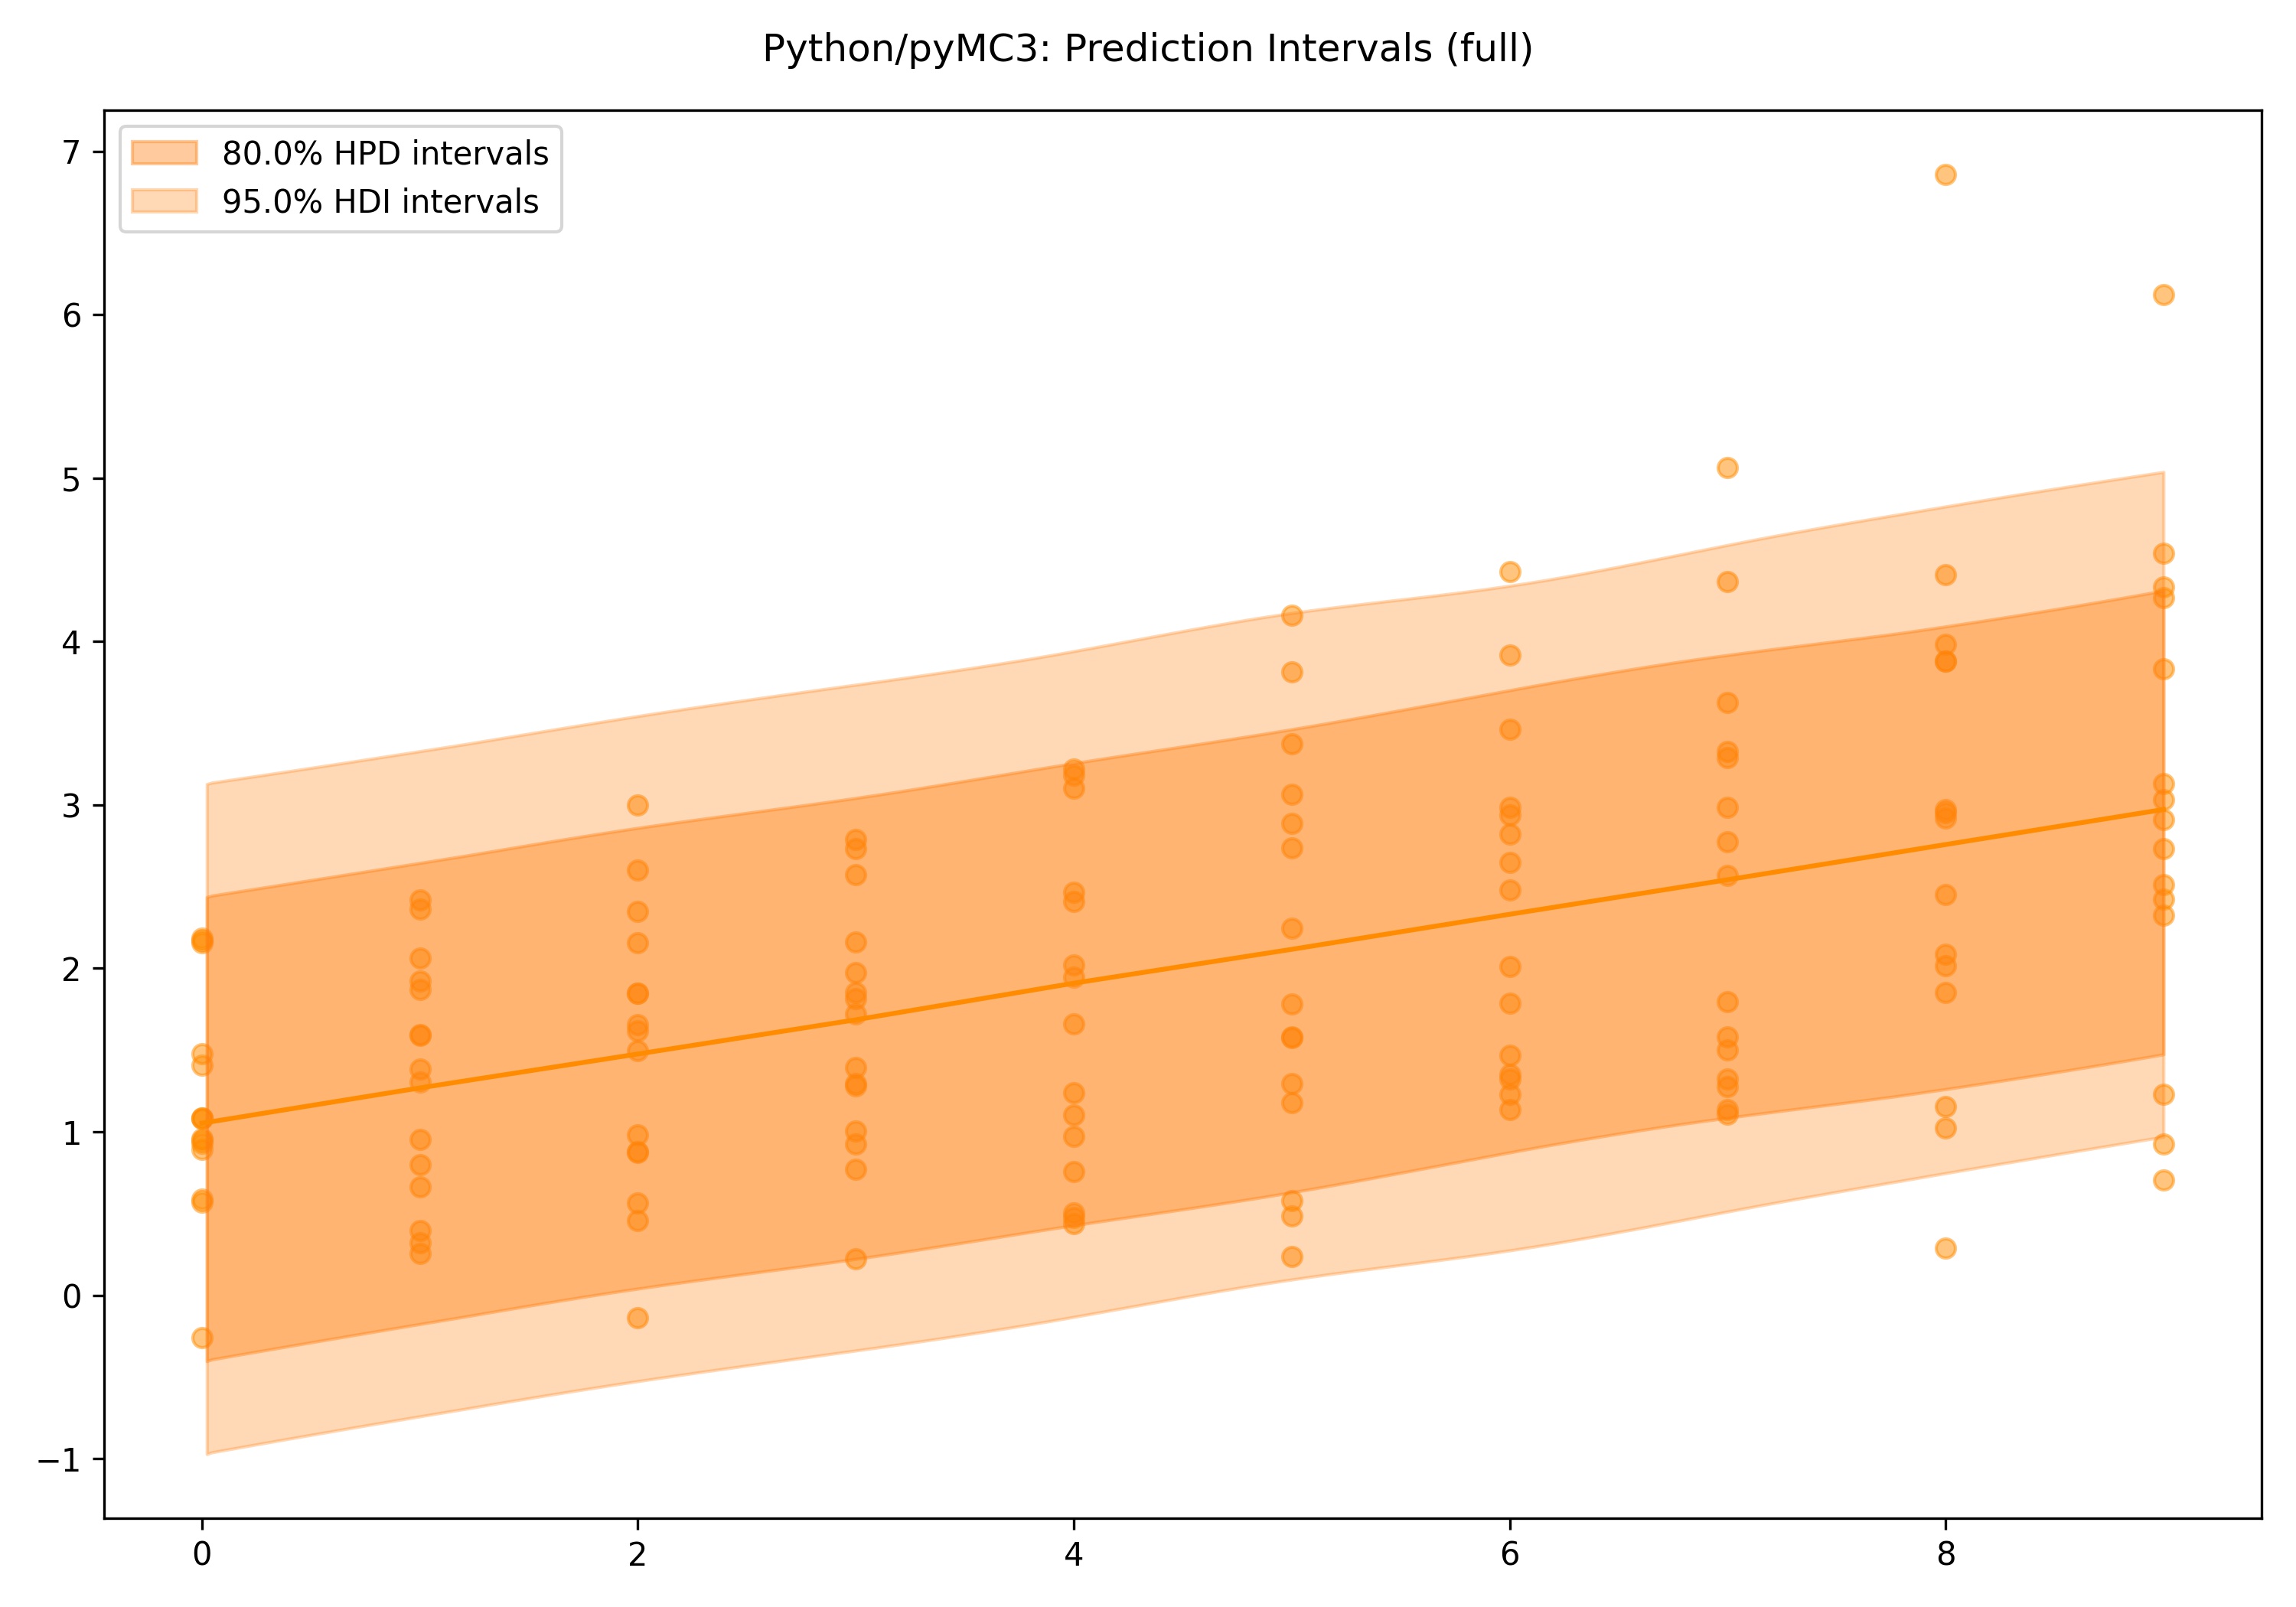 Python/pyMC3: Prediction Intervals (full)
80.0% HPD intervals
95.0% HDI intervals
7
6
5
4
3
2
1
0
−1
0 2 4 6 8